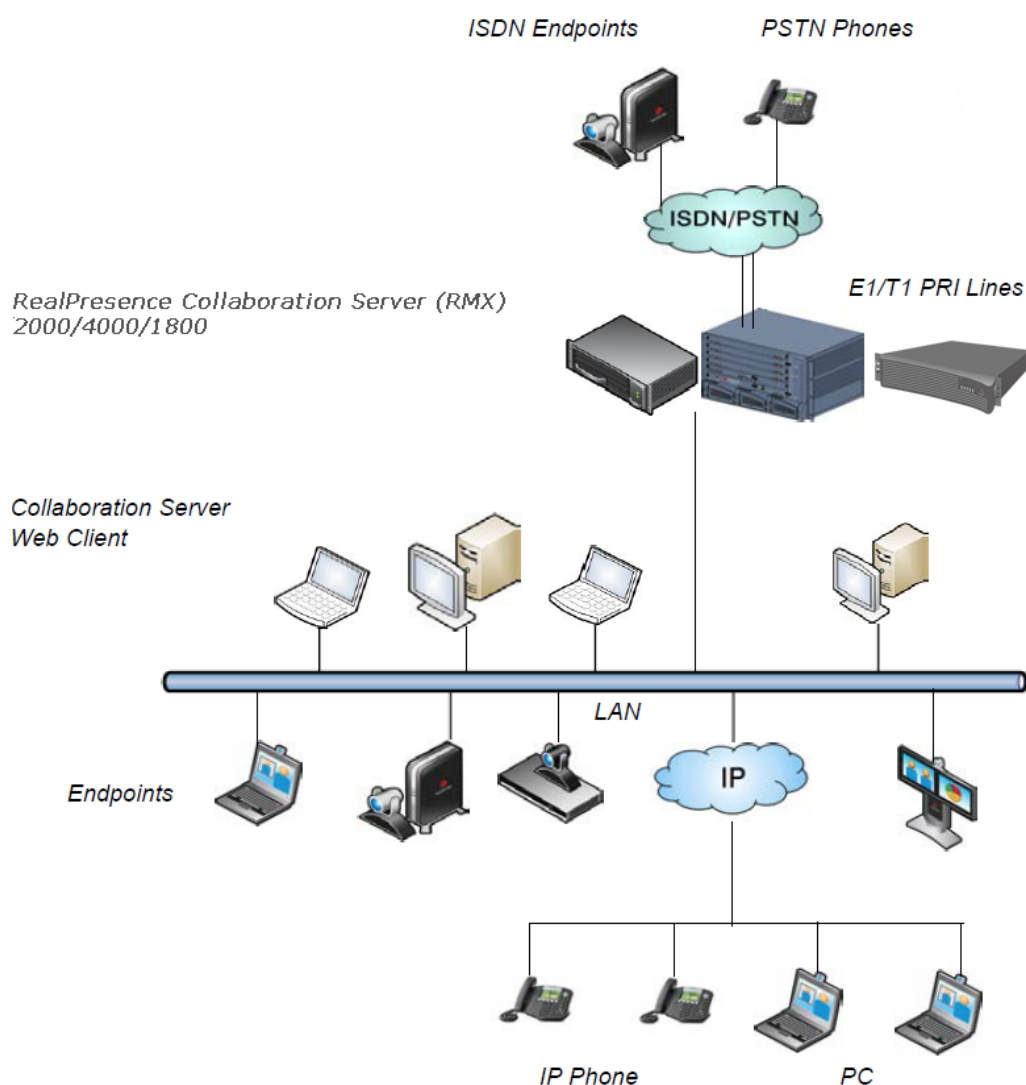 ISDN Endpoints
PSTN Phones
ISDN/PSTN
E1/T1 PRI Lines
RealPresence Collaboration Server (RMX)
2000/4000/1800
Collaboration Server
Web Client
LAN
Endpoints
IP
IP Phone
PC